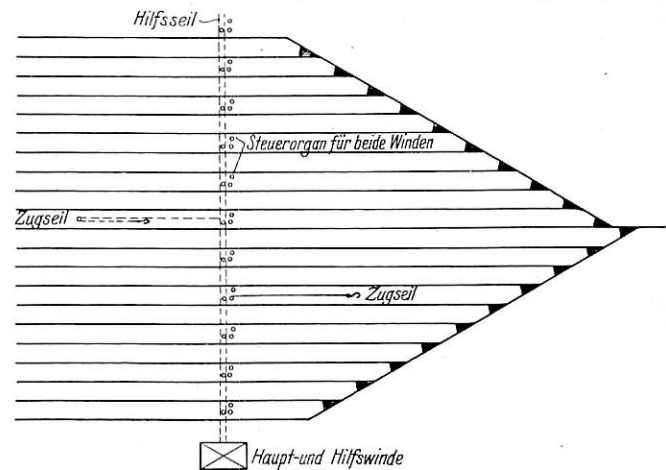 Hilfsseil
Steuerorgan für beide Winden
Zugseil
Zugseil
Haupt- und Hilfswinde